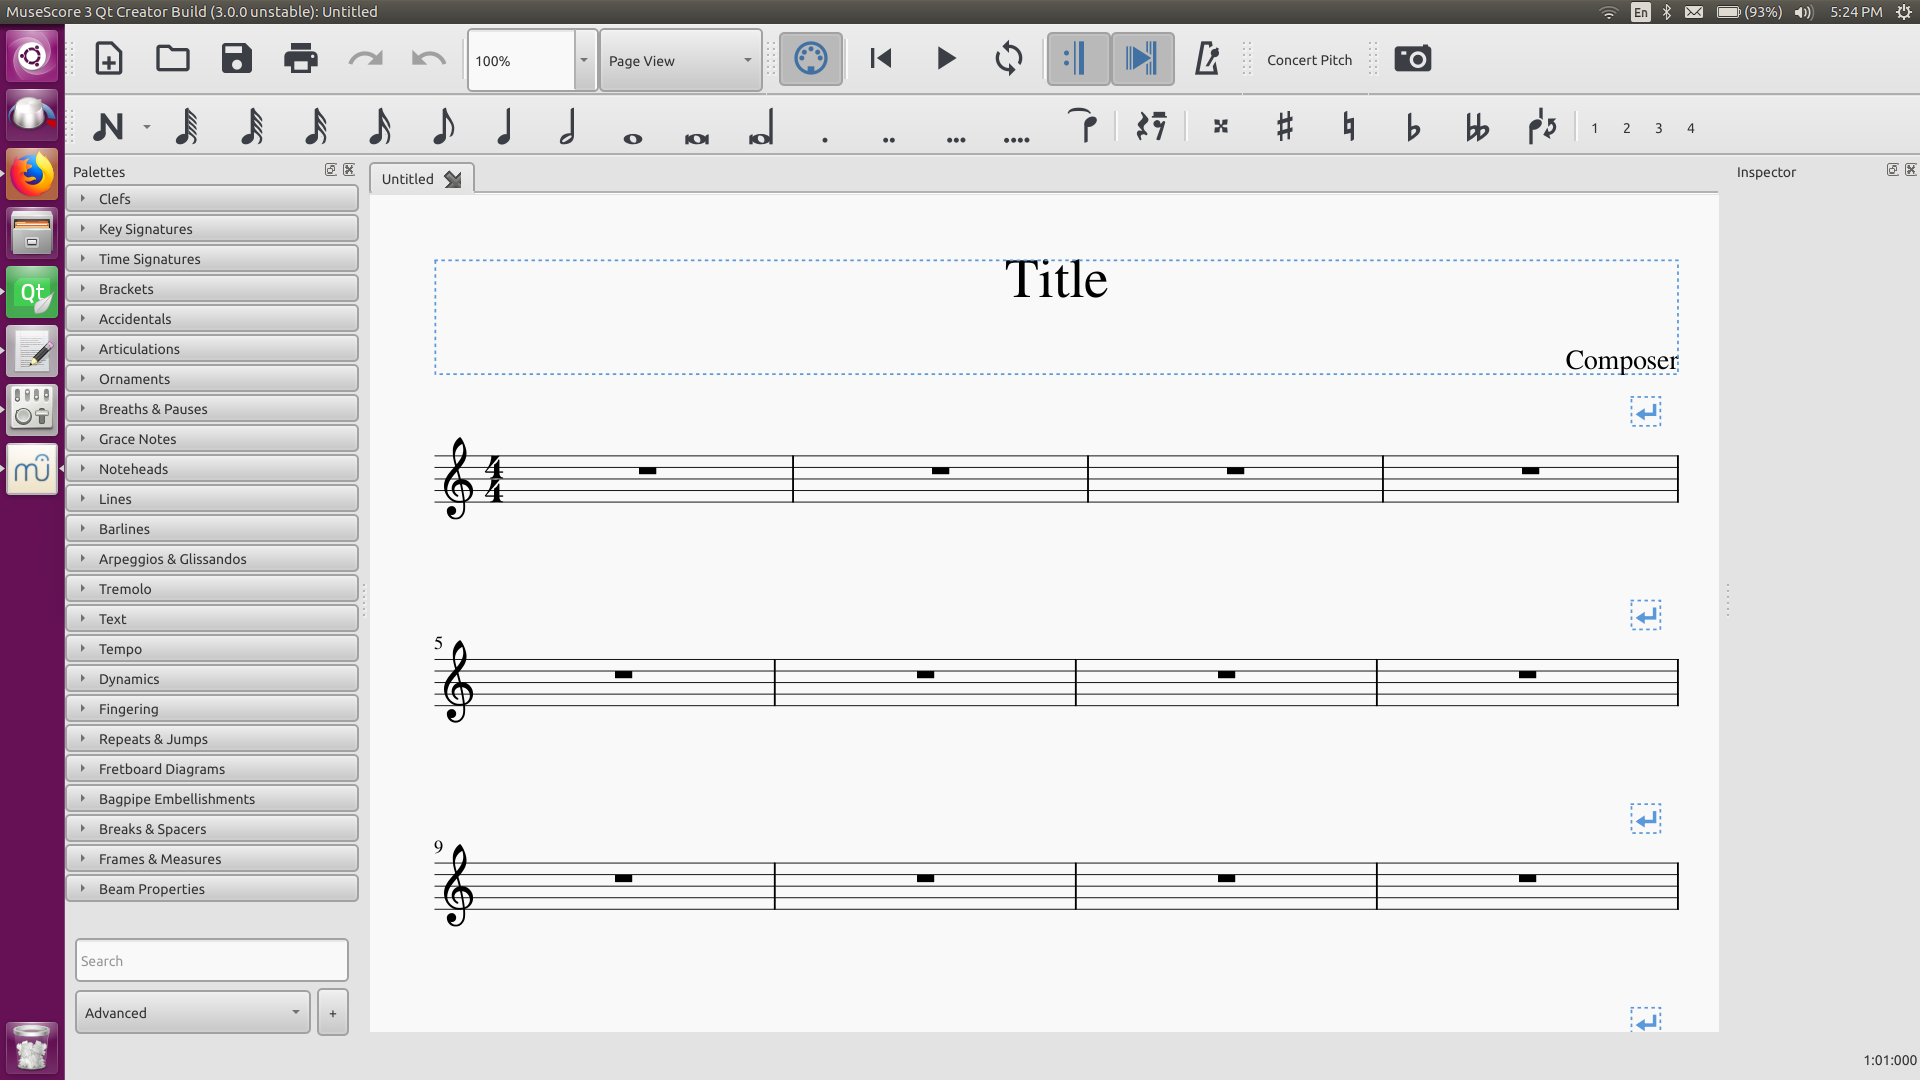 MuseScore 3 Qt Creator Build (3.0.0 unstable): Untitled
En
(93%)
5:24 PM
100%
Page View
Concert Pitch
1 2 3 4
Palettes
Clefs
Key Signatures
Time Signatures
Brackets
Accidentals
Articulations
Ornaments
Breaths & Pauses
Grace Notes
Noteheads
Lines
Barlines
Arpeggios & Glissandos
Tremolo
Text
Tempo
Dynamics
Fingering
Repeats & Jumps
Fretboard Diagrams
Bagpipe Embellishments
Breaks & Spacers
Frames & Measures
Beam Properties
Search
Advanced
+
Qt
mu
Untitled
Title
Composer
4
4
5
9
Inspector
1:01:000